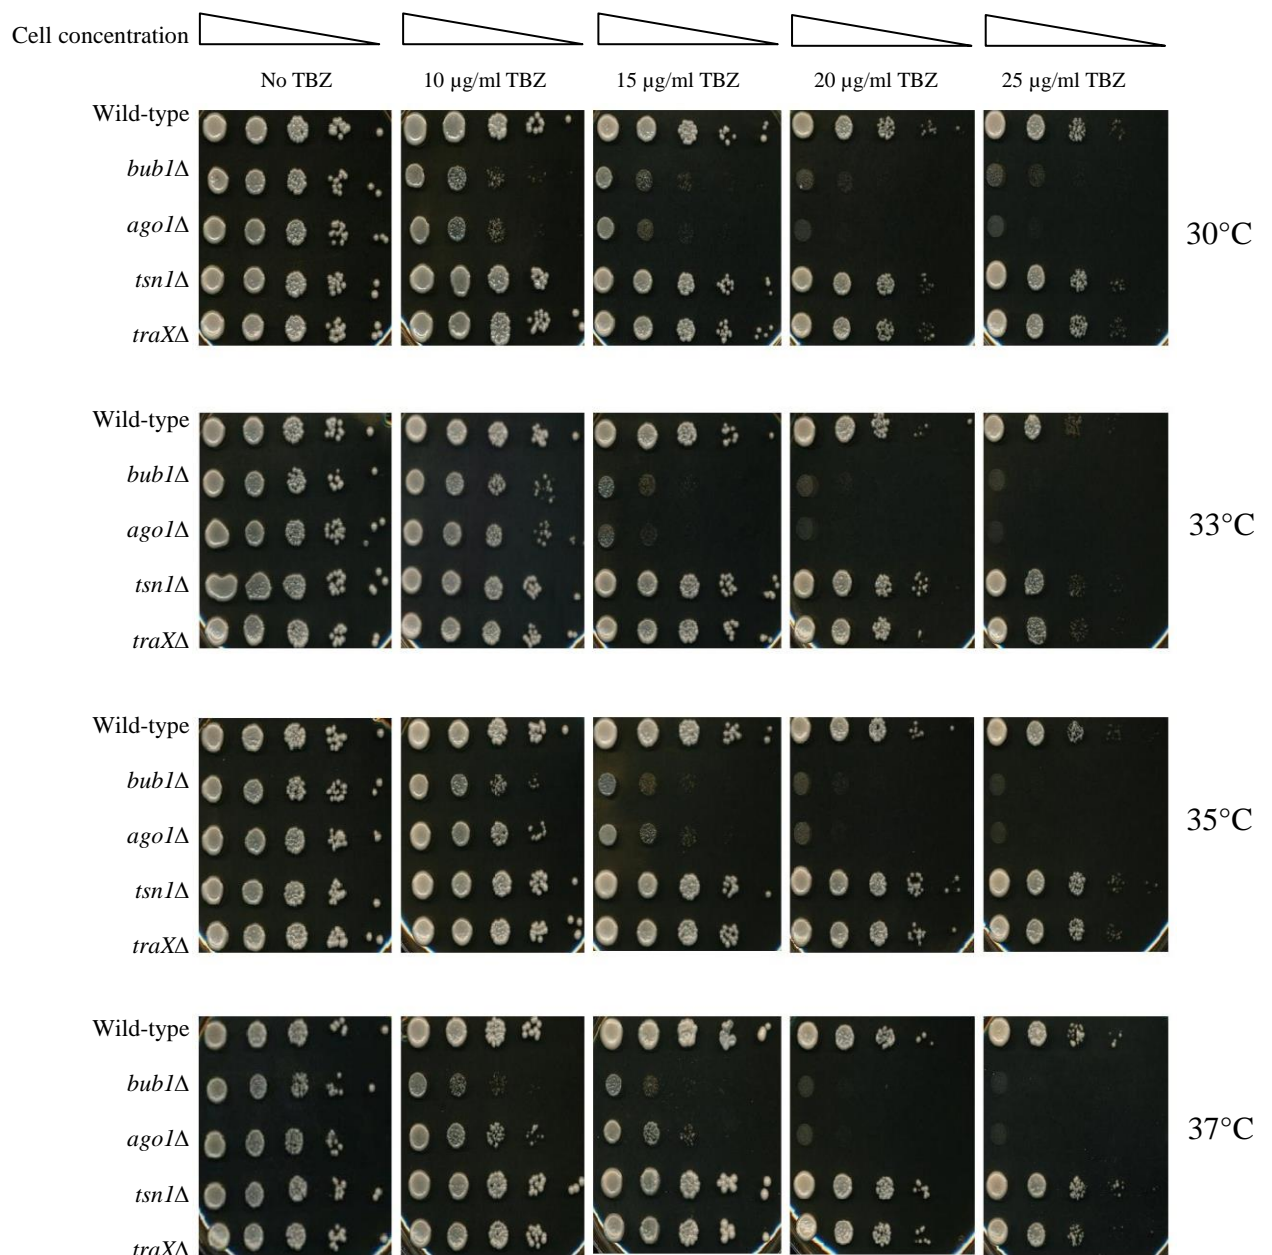 Cell concentration
No TBZ 10 µg/ml TBZ 15 µg/ml TBZ 20 µg/ml TBZ 25 µg/ml TBZ
Wild-type
bub1Δ
ago1Δ
30°C
tsn1Δ
traXΔ
Wild-type
bub1Δ
ago1Δ
33°C
tsn1Δ
traXΔ
Wild-type
bub1Δ
ago1Δ
35°C
tsn1Δ
traXΔ
Wild-type
bub1Δ
ago1Δ
37°C
tsn1Δ
traXΔ